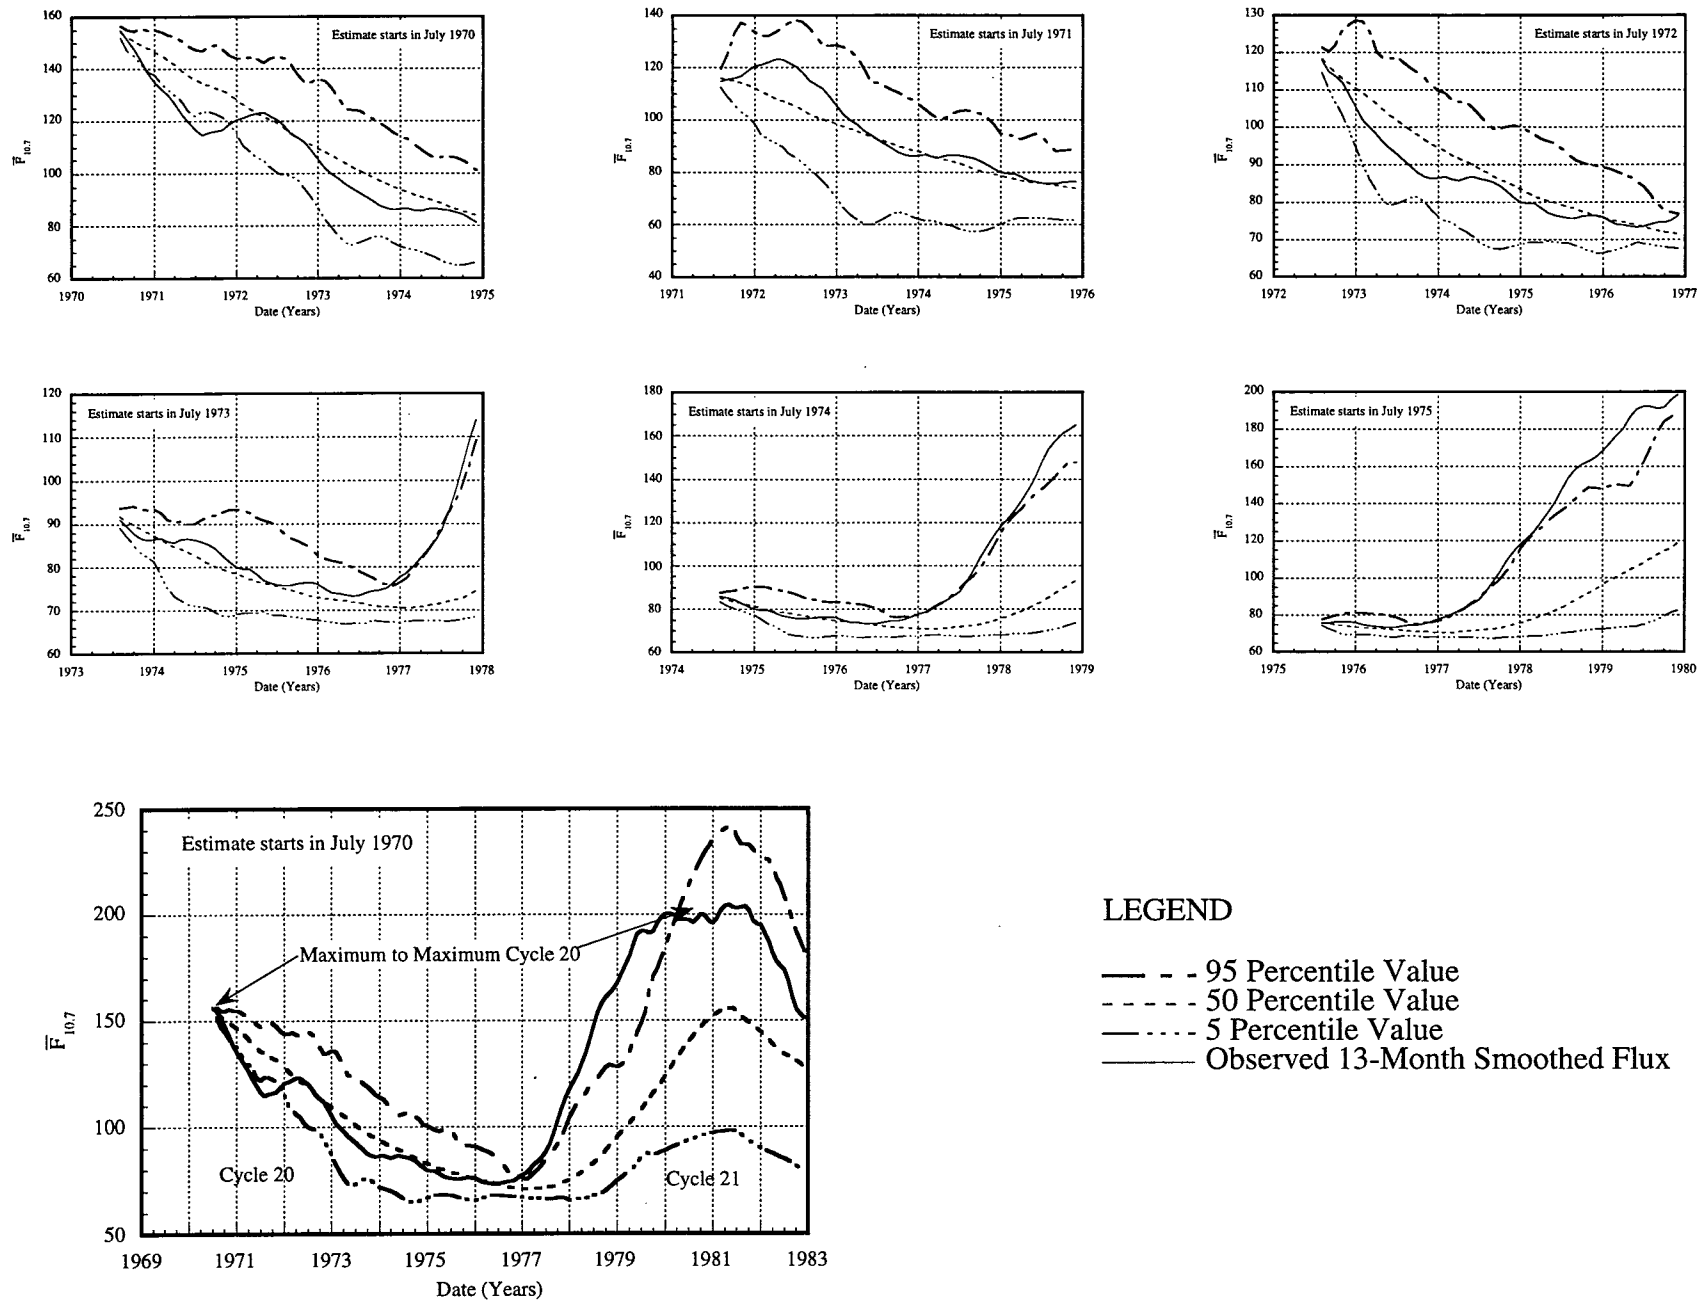 Estimate starts in July 1970
160
140
120
100
80
60
F̅10.7
1970 1971 1972 1973 1974 1975
Date (Years)
Estimate starts in July 1971
140
120
100
80
60
40
F̅10.7
1971 1972 1973 1974 1975 1976
Date (Years)
Estimate starts in July 1972
130
120
110
100
90
80
70
60
F̅10.7
1972 1973 1974 1975 1976 1977
Date (Years)
Estimate starts in July 1973
120
110
100
90
80
70
60
F̅10.7
1973 1974 1975 1976 1977 1978
Date (Years)
Estimate starts in July 1974
180
160
140
120
100
80
60
F̅10.7
1974 1975 1976 1977 1978 1979
Date (Years)
Estimate starts in July 1975
200
180
160
140
120
100
80
60
F̅10.7
1975 1976 1977 1978 1979 1980
Date (Years)
Estimate starts in July 1970
250
200
150
100
50
F̅10.7
Maximum to Maximum Cycle 20
Cycle 20
Cycle 21
1969 1971 1973 1975 1977 1979 1981 1983
Date (Years)
LEGEND
95 Percentile Value
50 Percentile Value
5 Percentile Value
Observed 13-Month Smoothed Flux